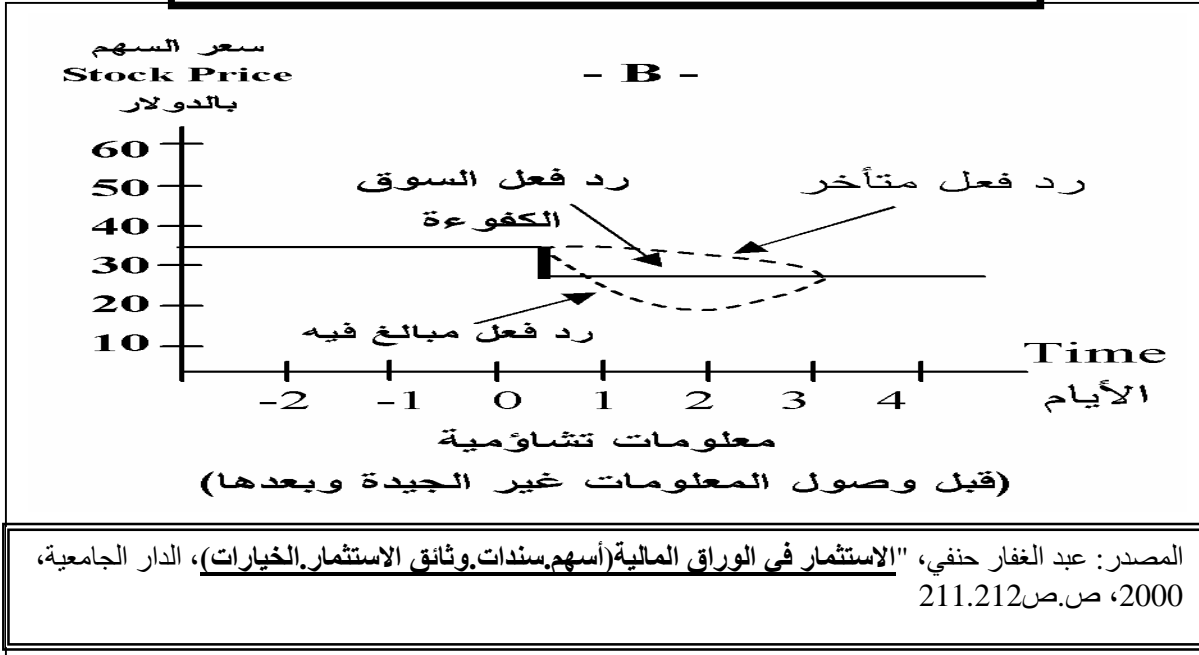 سعر السهم
Stock Price
بالدولار
- B -
60
50
40
30
20
10
رد فعل السوق
الكفوءة
رد فعل متأخر
رد فعل مبالغ فيه
Time
الأيام
-2 -1 0 1 2 3 4
معلومات تشاؤمية
(قبل وصول المعلومات غير الجيدة وبعدها)
المصدر: عبد الغفار حنفي، "الاستثمار في الوراق المالية(أسهم.سندات.وثائق الاستثمار.الخيارات)، الدار الجامعية،
2000، ص.ص211.212